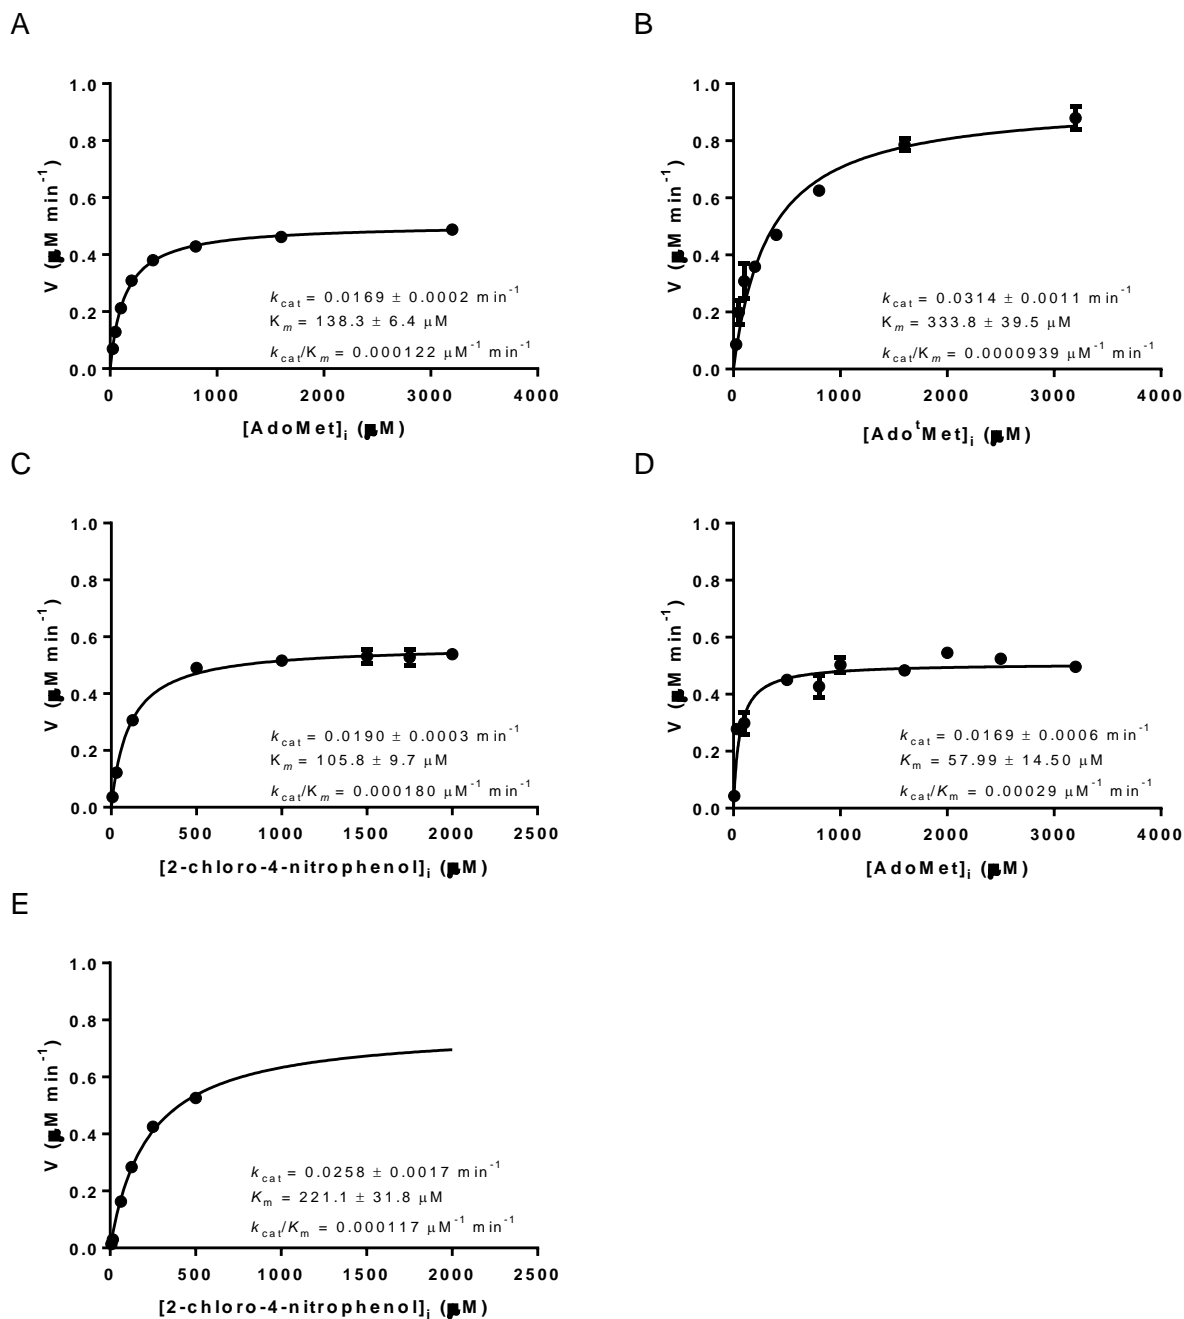 A
1.0
0.8
0.6
0.4
0.2
0.0
V (μM min⁻¹)
kcat = 0.0169 ± 0.0002 min⁻¹
Km = 138.3 ± 6.4 μM
kcat/Km = 0.000122 μM⁻¹ min⁻¹
0 1000 2000 3000 4000
[AdoMet]i (μM)
B
1.0
0.8
0.6
0.4
0.2
0.0
V (μM min⁻¹)
kcat = 0.0314 ± 0.0011 min⁻¹
Km = 333.8 ± 39.5 μM
kcat/Km = 0.0000939 μM⁻¹ min⁻¹
0 1000 2000 3000 4000
[AdoᵗMet]i (μM)
C
1.0
0.8
0.6
0.4
0.2
0.0
V (μM min⁻¹)
kcat = 0.0190 ± 0.0003 min⁻¹
Km = 105.8 ± 9.7 μM
kcat/Km = 0.000180 μM⁻¹ min⁻¹
0 500 1000 1500 2000 2500
[2-chloro-4-nitrophenol]i (μM)
D
1.0
0.8
0.6
0.4
0.2
0.0
V (μM min⁻¹)
kcat = 0.0169 ± 0.0006 min⁻¹
Km = 57.99 ± 14.50 μM
kcat/Km = 0.00029 μM⁻¹ min⁻¹
0 1000 2000 3000 4000
[AdoMet]i (μM)
E
1.0
0.8
0.6
0.4
0.2
0.0
V (μM min⁻¹)
kcat = 0.0258 ± 0.0017 min⁻¹
Km = 221.1 ± 31.8 μM
kcat/Km = 0.000117 μM⁻¹ min⁻¹
0 500 1000 1500 2000 2500
[2-chloro-4-nitrophenol]i (μM)